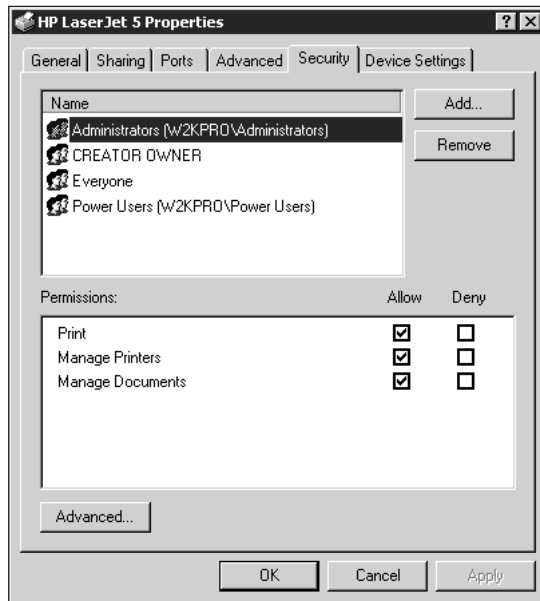 HP LaserJet 5 Properties ? X
General Sharing Ports Advanced Security Device Settings
Name
Administrators (W2KPRO\Administrators)
CREATOR OWNER
Everyone
Power Users (W2KPRO\Power Users)
Add...
Remove
Permissions: Allow Deny
Print
Manage Printers
Manage Documents
Advanced...
OK Cancel Apply